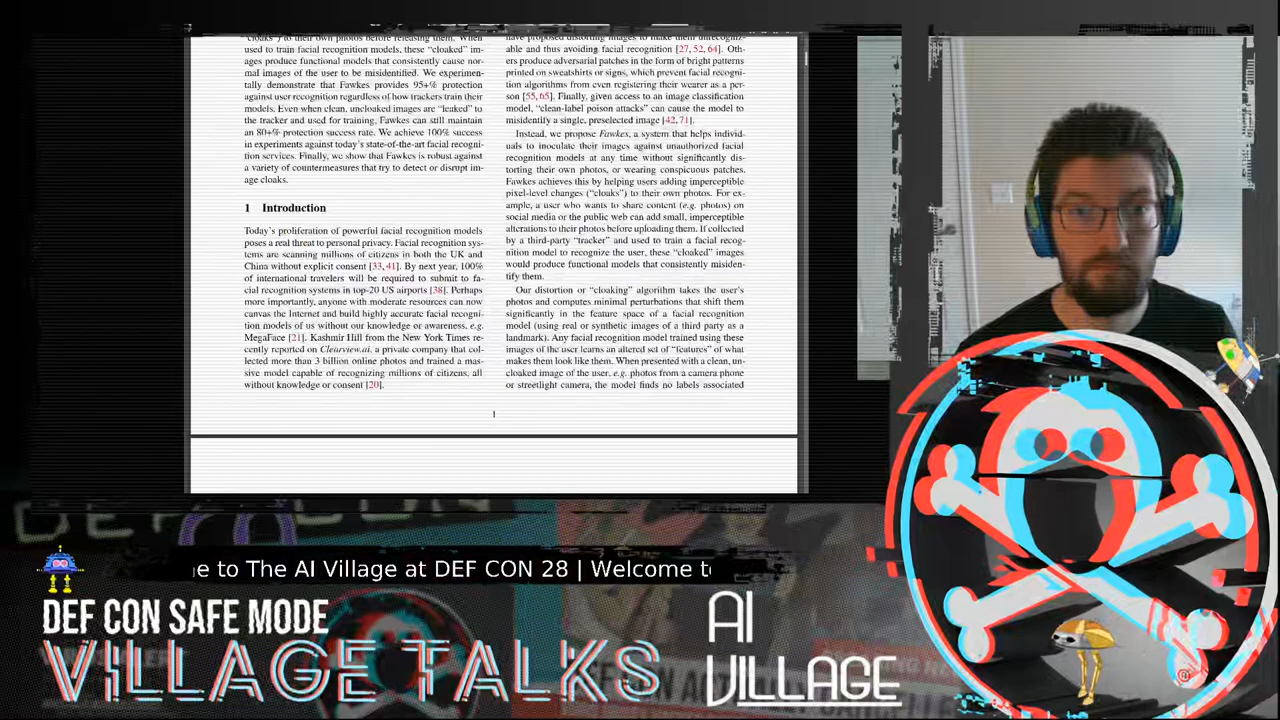 "cloaks") to their own photos before releasing them. When
used to train facial recognition models, these "cloaked" im-
ages produce functional models that consistently cause nor-
mal images of the user to be misidentified. We experimen-
tally demonstrate that Fawkes provides 95+% protection
against user recognition regardless of how trackers train their
models. Even when clean, uncloaked images are "leaked" to
the tracker and used for training, Fawkes can still maintain
an 80+% protection success rate. We achieve 100% success
in experiments against today's state-of-the-art facial recogni-
tion services. Finally, we show that Fawkes is robust against
a variety of countermeasures that try to detect or disrupt im-
age cloaks.
1 Introduction
Today's proliferation of powerful facial recognition models
poses a real threat to personal privacy. Facial recognition sys-
tems are scanning millions of citizens in both the UK and
China without explicit consent [33,41]. By next year, 100%
of international travelers will be required to submit to fa-
cial recognition systems in top-20 US airports [38]. Perhaps
more importantly, anyone with moderate resources can now
canvas the Internet and build highly accurate facial recogni-
tion models of us without our knowledge or awareness, e.g.
MegaFace [21]. Kashmir Hill from the New York Times re-
cently reported on Clearview.ai, a private company that col-
lected more than 3 billion online photos and trained a mas-
sive model capable of recognizing millions of citizens, all
without knowledge or consent [20].
have proposed distorting images to make them unrecogniz-
able and thus avoiding facial recognition [27, 52, 64]. Oth-
ers produce adversarial patches in the form of bright patterns
printed on sweatshirts or signs, which prevent facial recogni-
tion algorithms from even registering their wearer as a per-
son [55,65]. Finally, given access to an image classification
model, "clean-label poison attacks" can cause the model to
misidentify a single, preselected image [42,71].
Instead, we propose Fawkes, a system that helps individ-
uals to inoculate their images against unauthorized facial
recognition models at any time without significantly dis-
torting their own photos, or wearing conspicuous patches.
Fawkes achieves this by helping users adding imperceptible
pixel-level changes ("cloaks") to their own photos. For ex-
ample, a user who wants to share content (e.g. photos) on
social media or the public web can add small, imperceptible
alterations to their photos before uploading them. If collected
by a third-party "tracker" and used to train a facial recog-
nition model to recognize the user, these "cloaked" images
would produce functional models that consistently misiden-
tify them.
Our distortion or "cloaking" algorithm takes the user's
photos and computes minimal perturbations that shift them
significantly in the feature space of a facial recognition
model (using real or synthetic images of a third party as a
landmark). Any facial recognition model trained using these
images of the user learns an altered set of "features" of what
makes them look like them. When presented with a clean, un-
cloaked image of the user, e.g. photos from a camera phone
or streetlight camera, the model finds no labels associated
1
e to The AI Village at DEF CON 28 | Welcome to
DEF CON SAFE MODE
VILLAGE TALKS
AI
VILLAGE